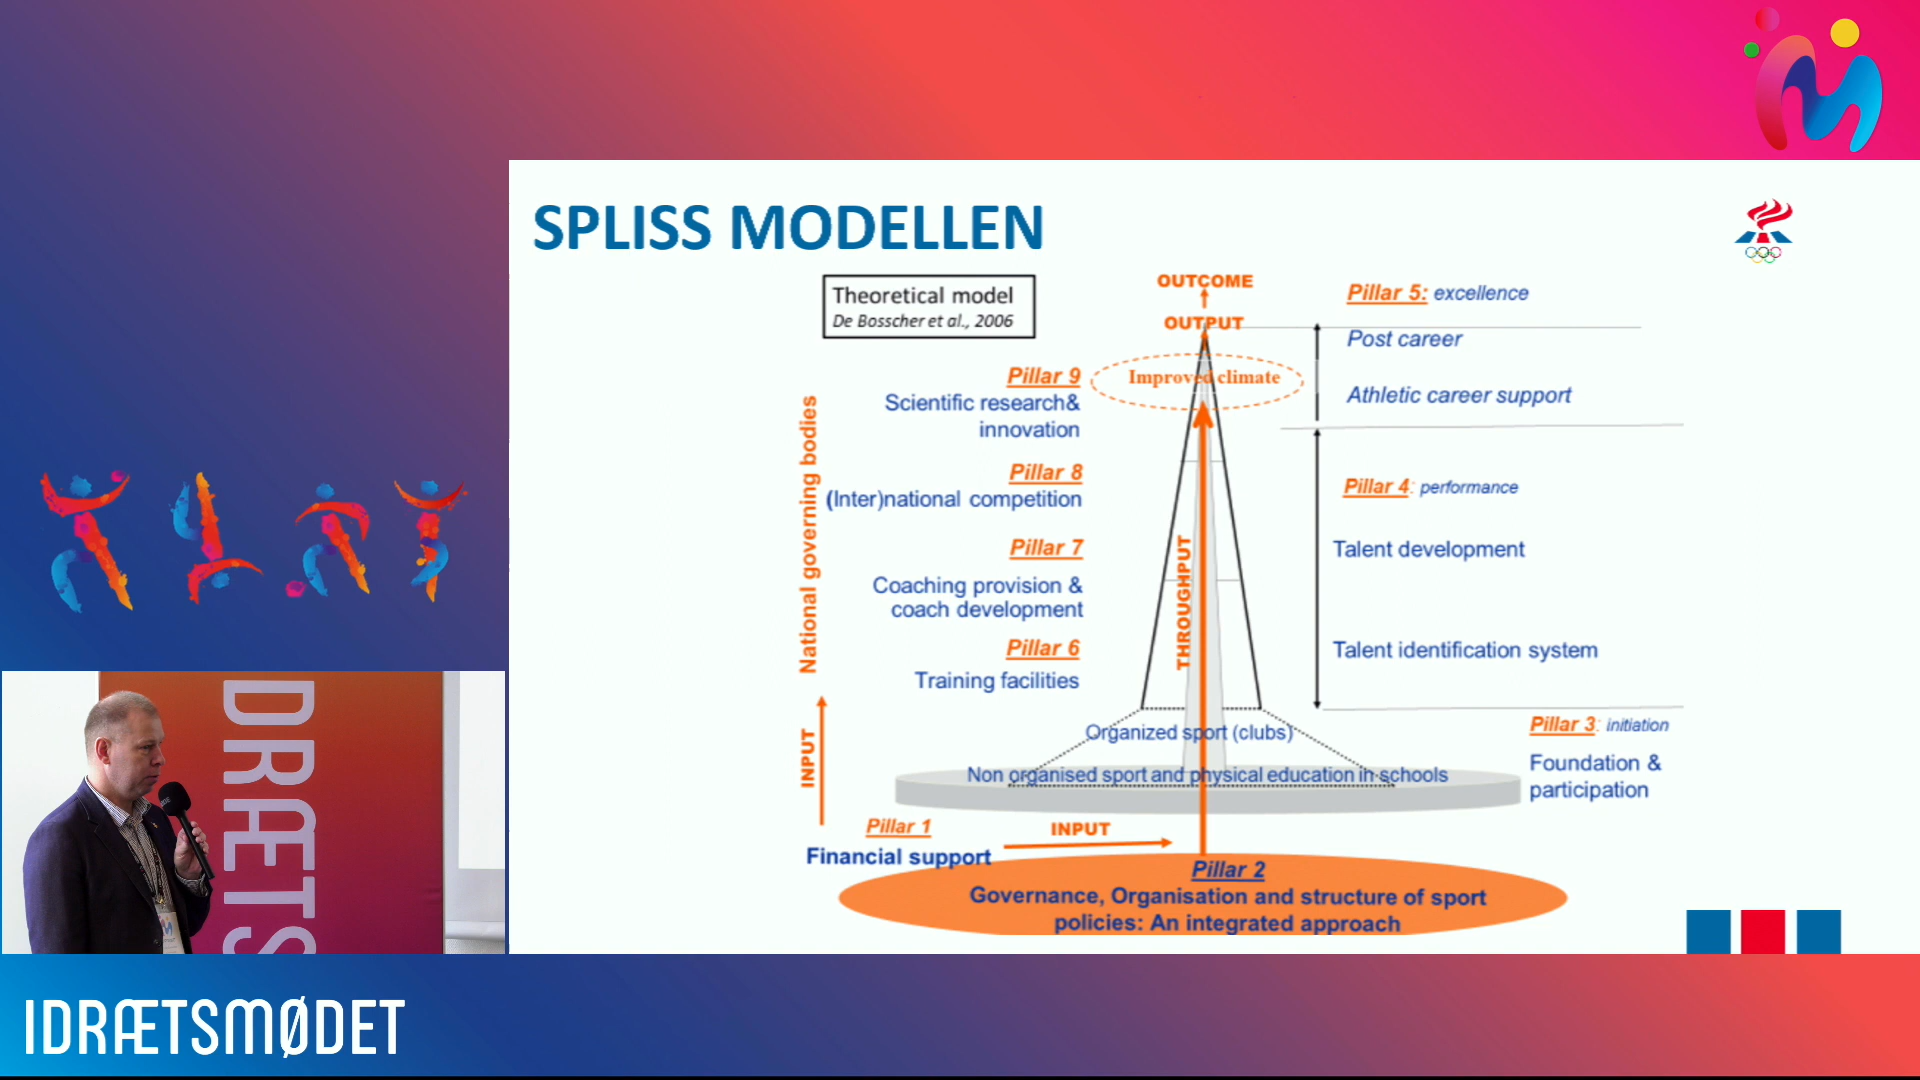 SPLISS MODELLEN
Theoretical model
De Bosscher et al., 2006
OUTCOME
OUTPUT
Improved climate
Pillar 9
Scientific research&
innovation
Pillar 8
(Inter)national competition
Pillar 7
Coaching provision &
coach development
Pillar 6
Training facilities
National governing bodies
INPUT
THROUGHPUT
Pillar 5: excellence
Post career
Athletic career support
Pillar 4: performance
Talent development
Talent identification system
Pillar 3: initiation
Foundation &
participation
Organized sport (clubs)
Non organised sport and physical education in schools
Pillar 1
Financial support
INPUT
Pillar 2
Governance, Organisation and structure of sport
policies: An integrated approach
DRÆTS
IDRÆTSMØDET